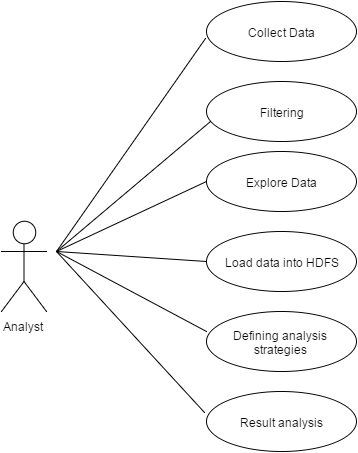 Collect Data
Filtering
Explore Data
Load data into HDFS
Analyst
Defining analysis
strategies
Result analysis